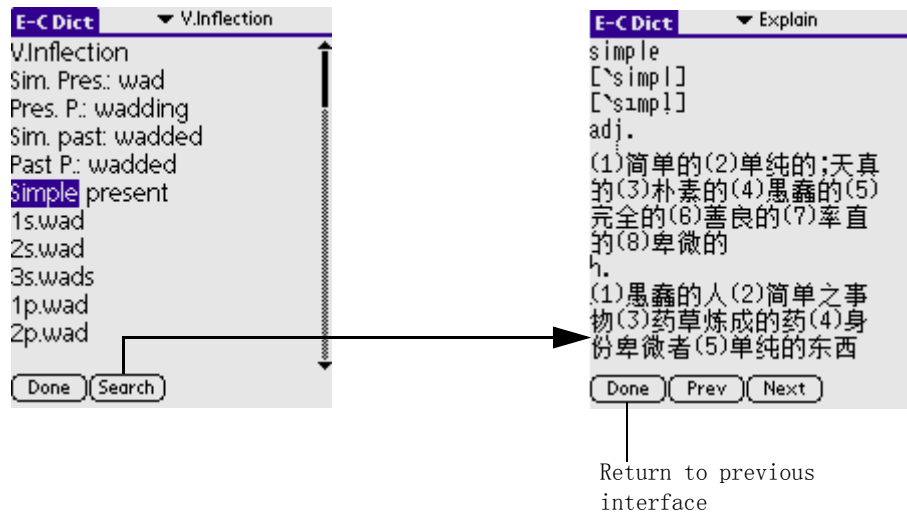 E-C Dict ▼ V.Inflection
V.Inflection
Sim. Pres.: wad
Pres. P.: wadding
Sim. past: wadded
Past P.: wadded
Simple present
1s.wad
2s.wad
3s.wads
1p.wad
2p.wad
Done Search
E-C Dict ▼ Explain
simple
[`simpl]
[`sɪmpl̩]
adj.
(1)简单的(2)单纯的;天真
的(3)朴素的(4)愚蠢的(5)
完全的(6)善良的(7)率直
的(8)卑微的
n.
(1)愚蠢的人(2)简单之事
物(3)药草炼成的药(4)身
份卑微者(5)单纯的东西
Done Prev Next
Return to previous
interface